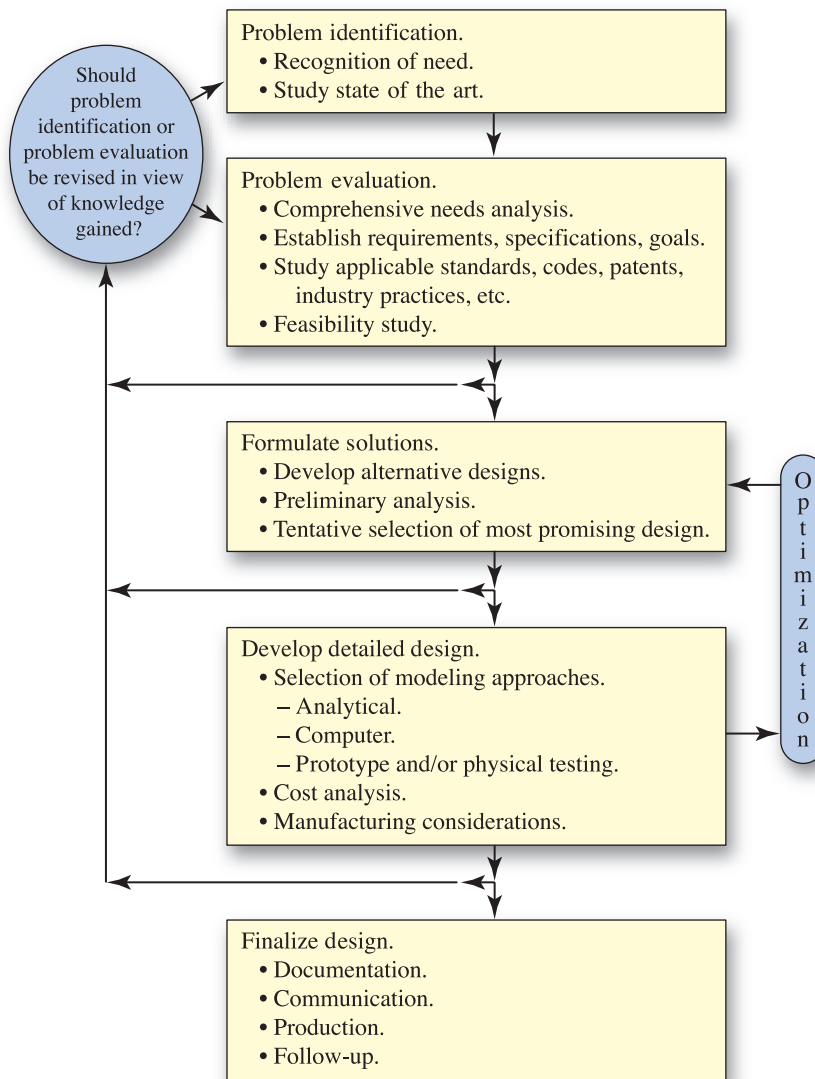 Problem identification.
• Recognition of need.
• Study state of the art.
Should
problem
identification or
problem evaluation
be revised in view
of knowledge
gained?
Problem evaluation.
• Comprehensive needs analysis.
• Establish requirements, specifications, goals.
• Study applicable standards, codes, patents,
industry practices, etc.
• Feasibility study.
Formulate solutions.
• Develop alternative designs.
• Preliminary analysis.
• Tentative selection of most promising design.
Optimization
Develop detailed design.
• Selection of modeling approaches.
– Analytical.
– Computer.
– Prototype and/or physical testing.
• Cost analysis.
• Manufacturing considerations.
Finalize design.
• Documentation.
• Communication.
• Production.
• Follow-up.